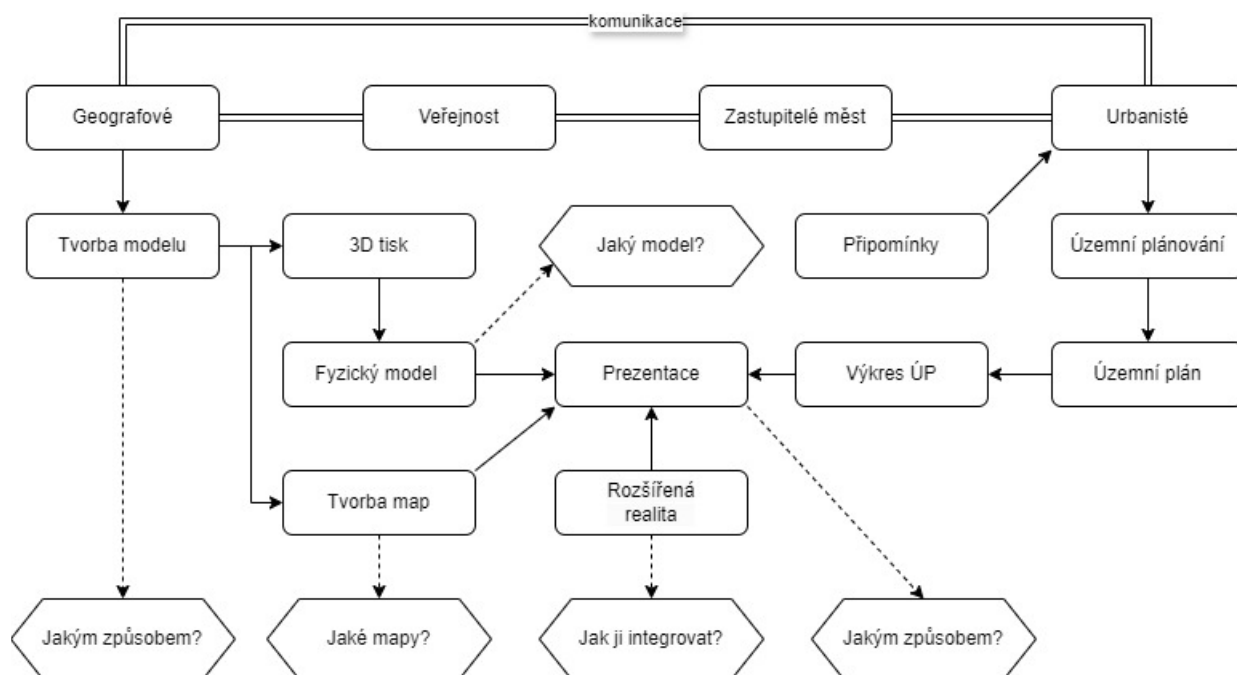 komunikace
Geografové
Veřejnost
Zastupitelé měst
Urbanisté
Tvorba modelu
3D tisk
Jaký model?
Připomínky
Územní plánování
Fyzický model
Prezentace
Výkres ÚP
Územní plán
Tvorba map
Rozšířená
realita
Jakým způsobem?
Jaké mapy?
Jak ji integrovat?
Jakým způsobem?